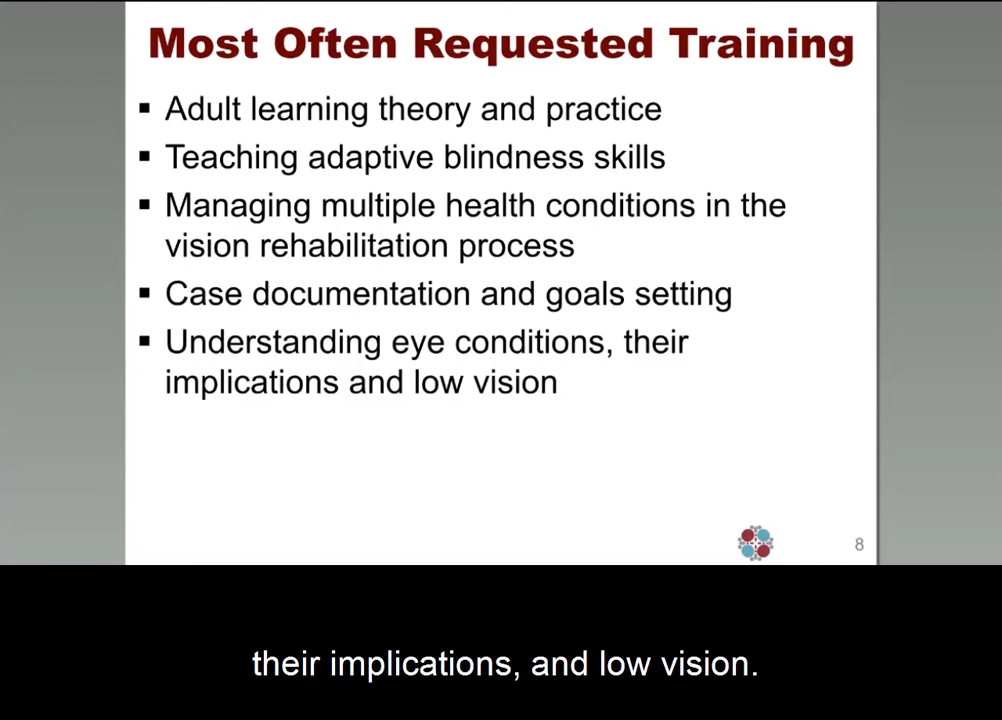 Most Often Requested Training
▪ Adult learning theory and practice
▪ Teaching adaptive blindness skills
▪ Managing multiple health conditions in the
vision rehabilitation process
▪ Case documentation and goals setting
▪ Understanding eye conditions, their
implications and low vision
8
their implications, and low vision.